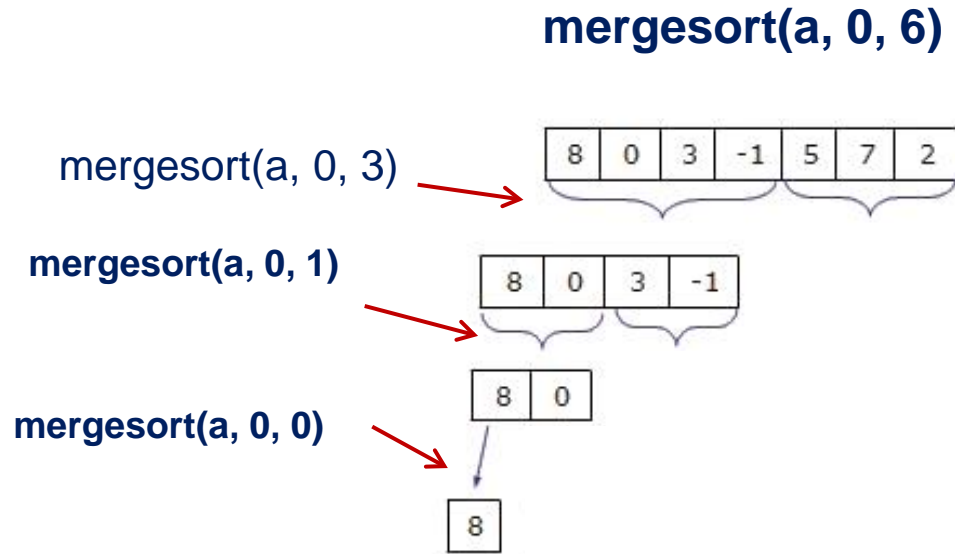 mergesort(a, 0, 6)
mergesort(a, 0, 3)
8 0 3 -1 5 7 2
mergesort(a, 0, 1)
8 0 3 -1
8 0
mergesort(a, 0, 0)
8